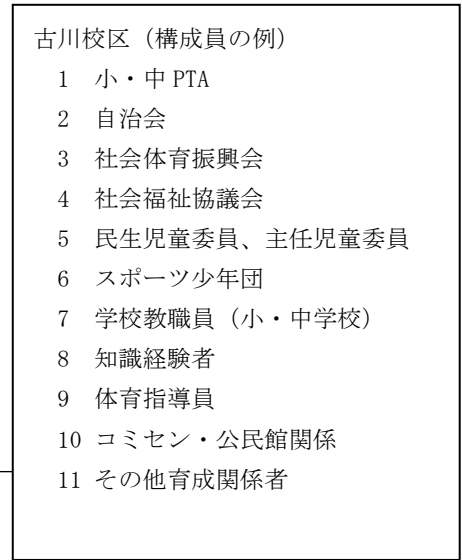 古川校区（構成員の例）
1 小・中 PTA
2 自治会
3 社会体育振興会
4 社会福祉協議会
5 民生児童委員、主任児童委員
6 スポーツ少年団
7 学校教職員（小・中学校）
8 知識経験者
9 体育指導員
10 コミセン・公民館関係
11 その他育成関係者